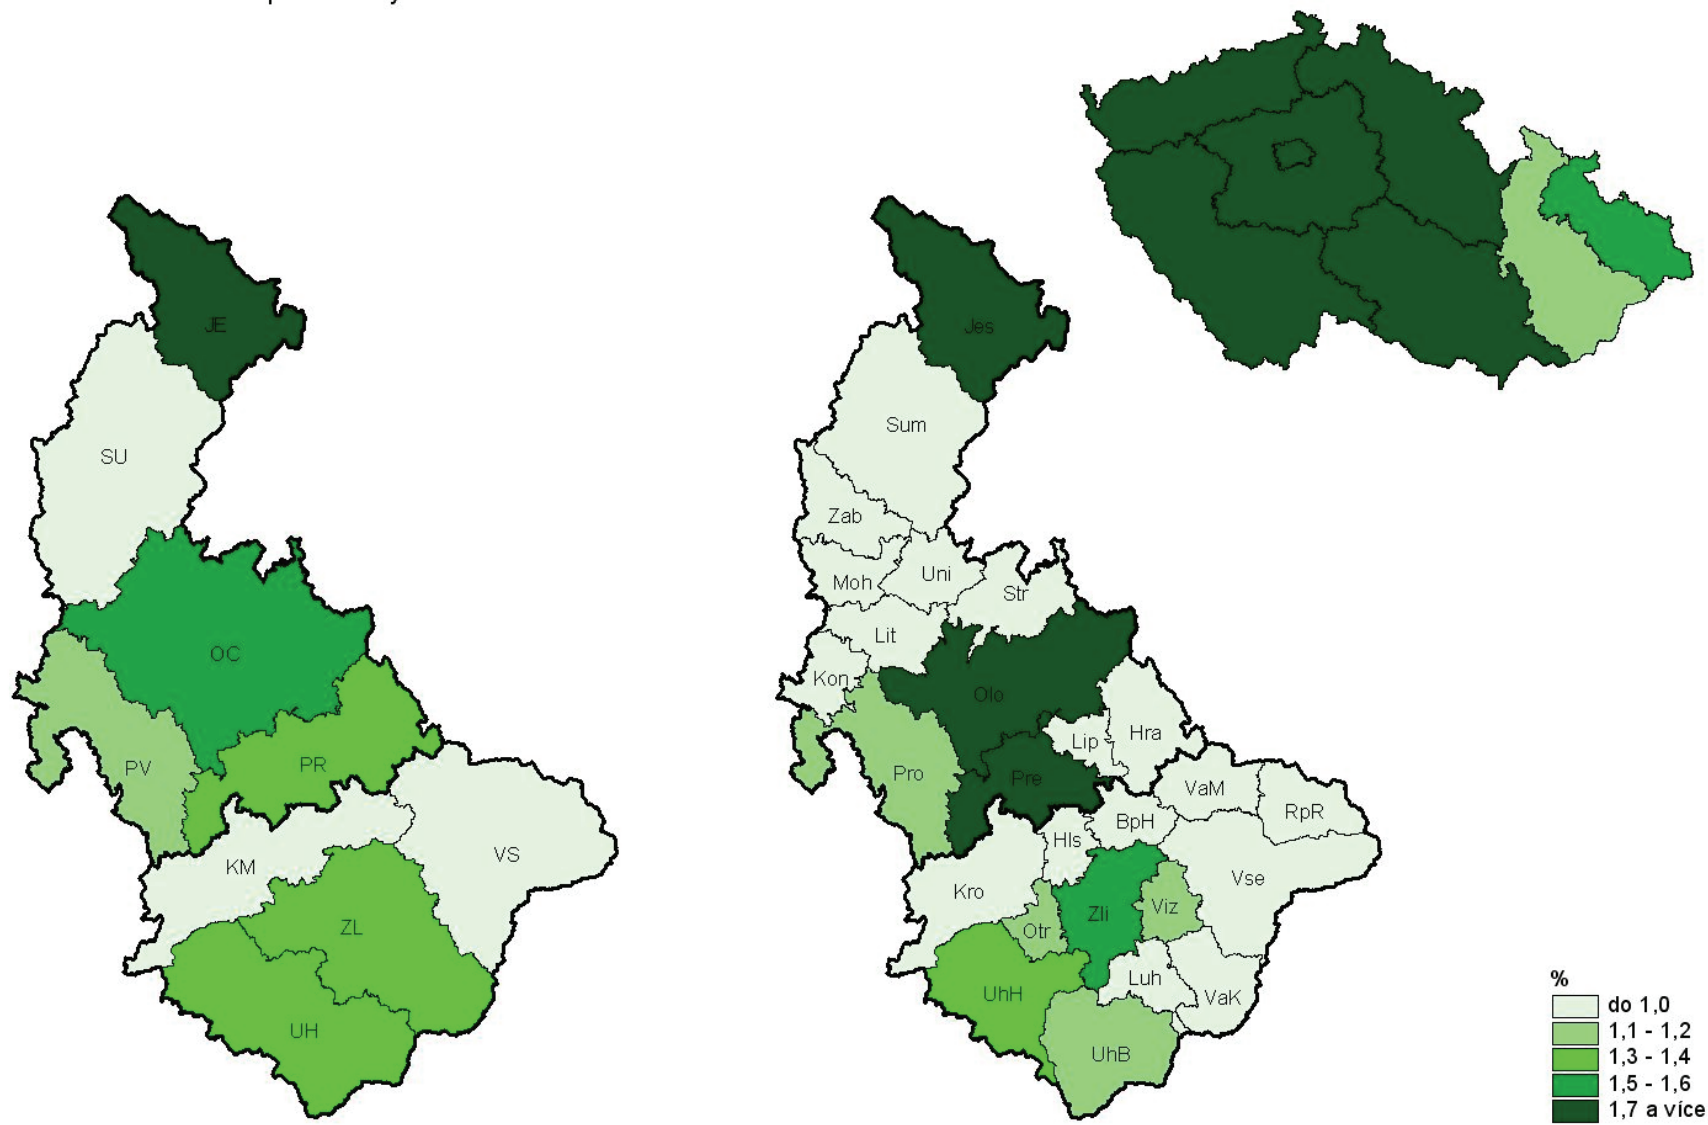 JE
SU
OC
PV
PR
KM
VS
ZL
UH
Jes
Sum
Zab
Moh
Uni
Str
Lit
Kon
Olo
Hra
Lip
Pro
Pre
VaM
RpR
BpH
Hls
Kro
Vse
Zli
Viz
Otr
Luh
VaK
UhH
UhB
%
do 1,0
1,1 - 1,2
1,3 - 1,4
1,5 - 1,6
1,7 a více